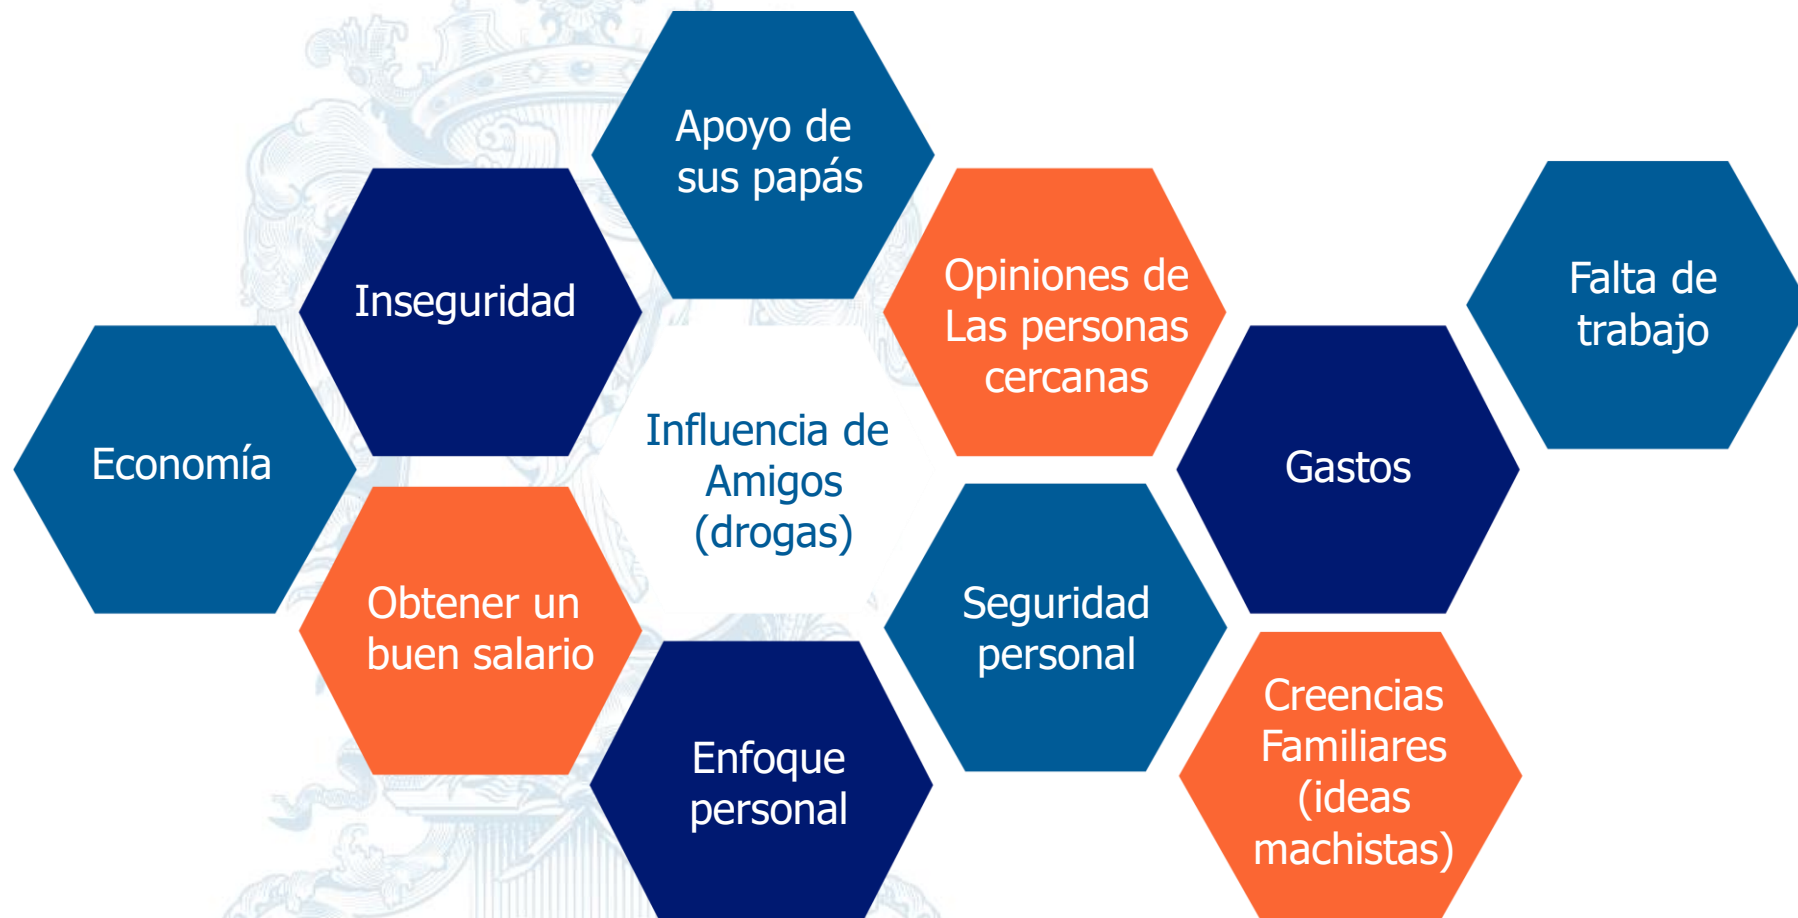 Apoyo de
sus papás
Inseguridad
Opiniones de
Las personas
cercanas
Falta de
trabajo
Economía
Influencia de
Amigos
(drogas)
Gastos
Obtener un
buen salario
Seguridad
personal
Enfoque
personal
Creencias
Familiares
(ideas
machistas)